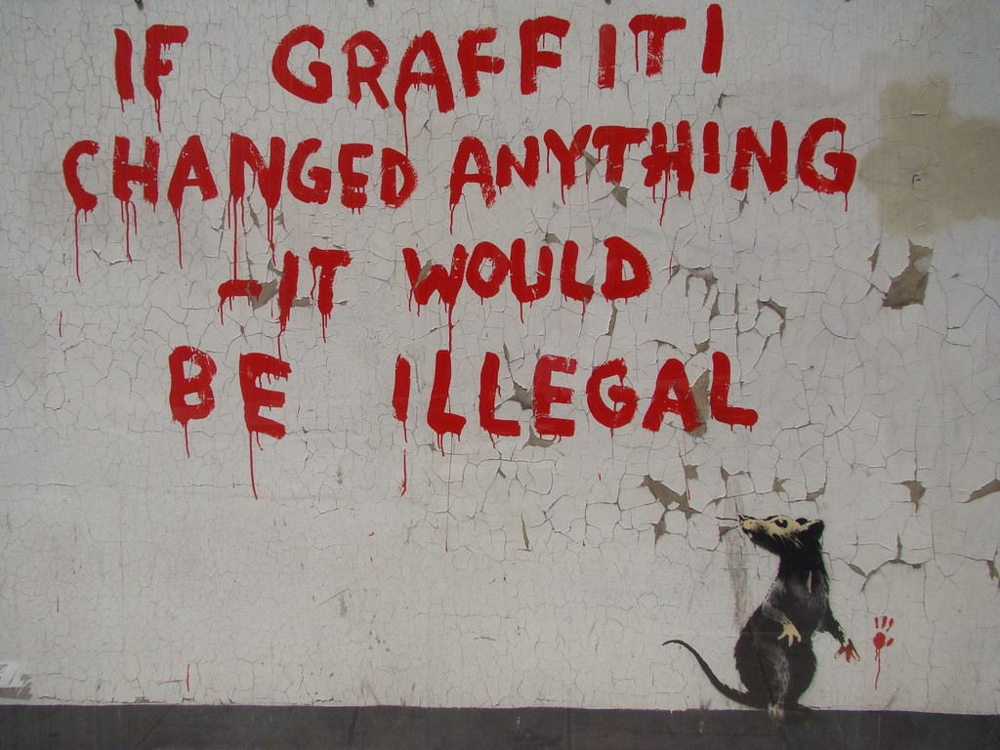 IF GRAFFITI
CHANGED ANYTHING
–IT WOULD
BE ILLEGAL